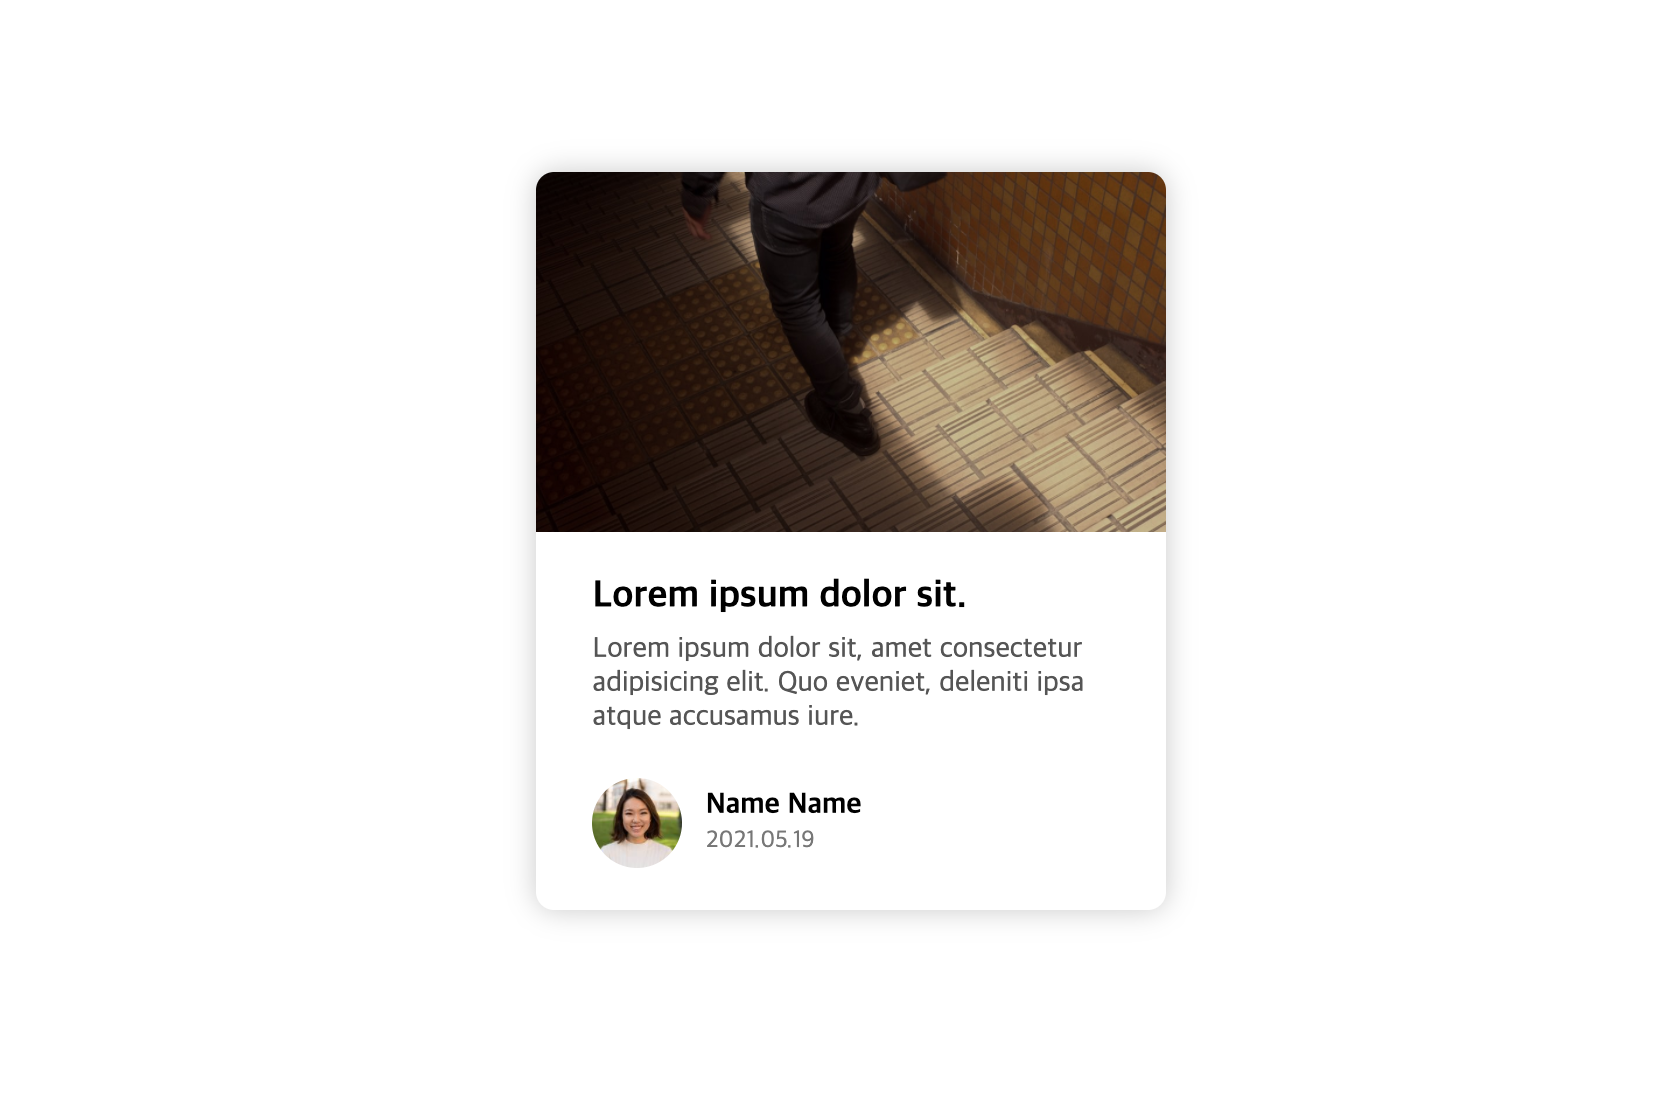 Lorem ipsum dolor sit.
Lorem ipsum dolor sit, amet consectetur
adipisicing elit. Quo eveniet, deleniti ipsa
atque accusamus iure.
Name Name
2021.05.19